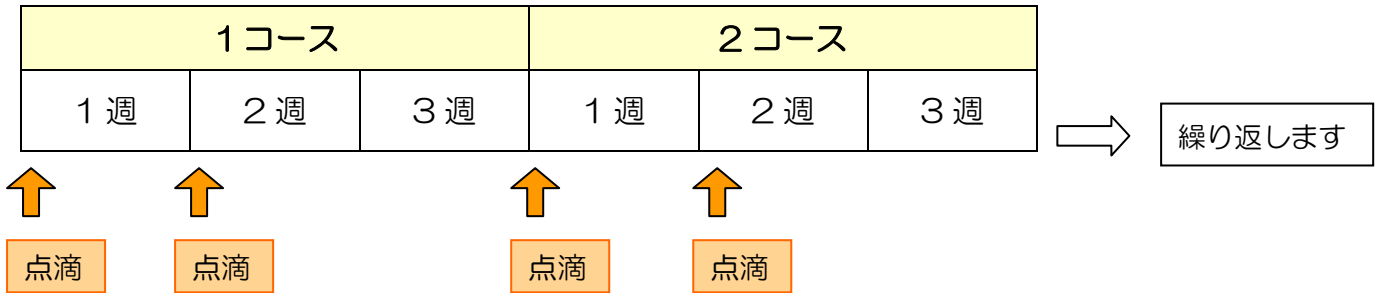 １コース ２コース
１週 ２週 ３週 １週 ２週 ３週
繰り返します
点滴 点滴 点滴 点滴